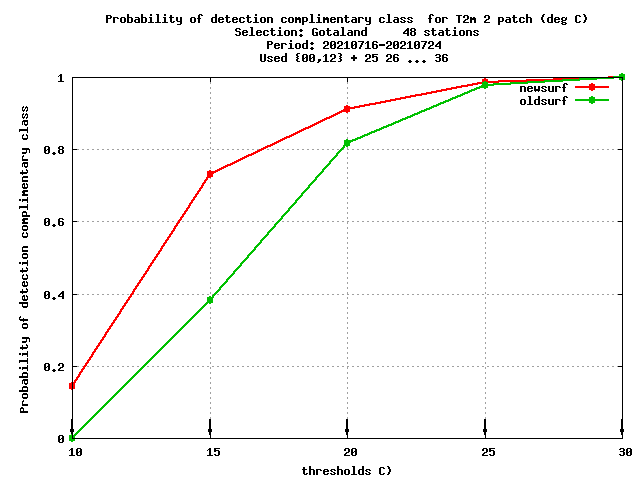 Probability of detection complimentary class  for T2m 2 patch (deg C)
Selection: Gotaland     48 stations
Period: 20210716-20210724
Used {00,12} + 25 26 ... 36
Probability of detection complimentary class
1
0.8
0.6
0.4
0.2
0
newsurf
oldsurf
10 15 20 25 30
thresholds C)